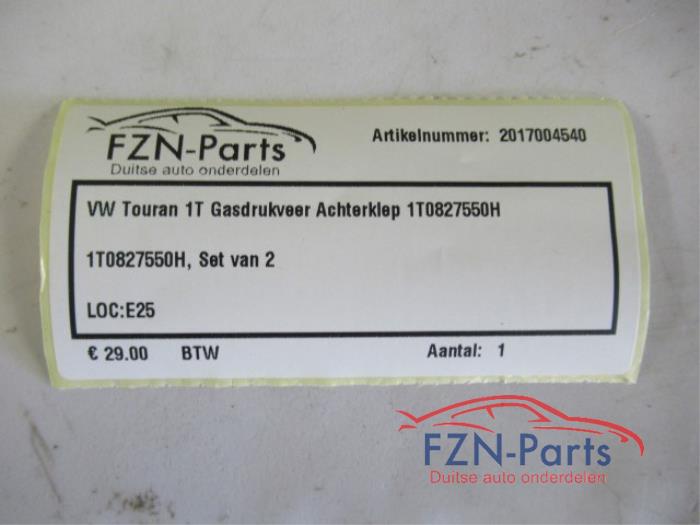 FZN-Parts
Duitse auto onderdelen
Artikelnummer: 2017004540
VW Touran 1T Gasdrukveer Achterklep 1T0827550H
1T0827550H, Set van 2
LOC:E25
€ 29.00 BTW Aantal: 1
FZN-Parts
Duitse auto onderdelen